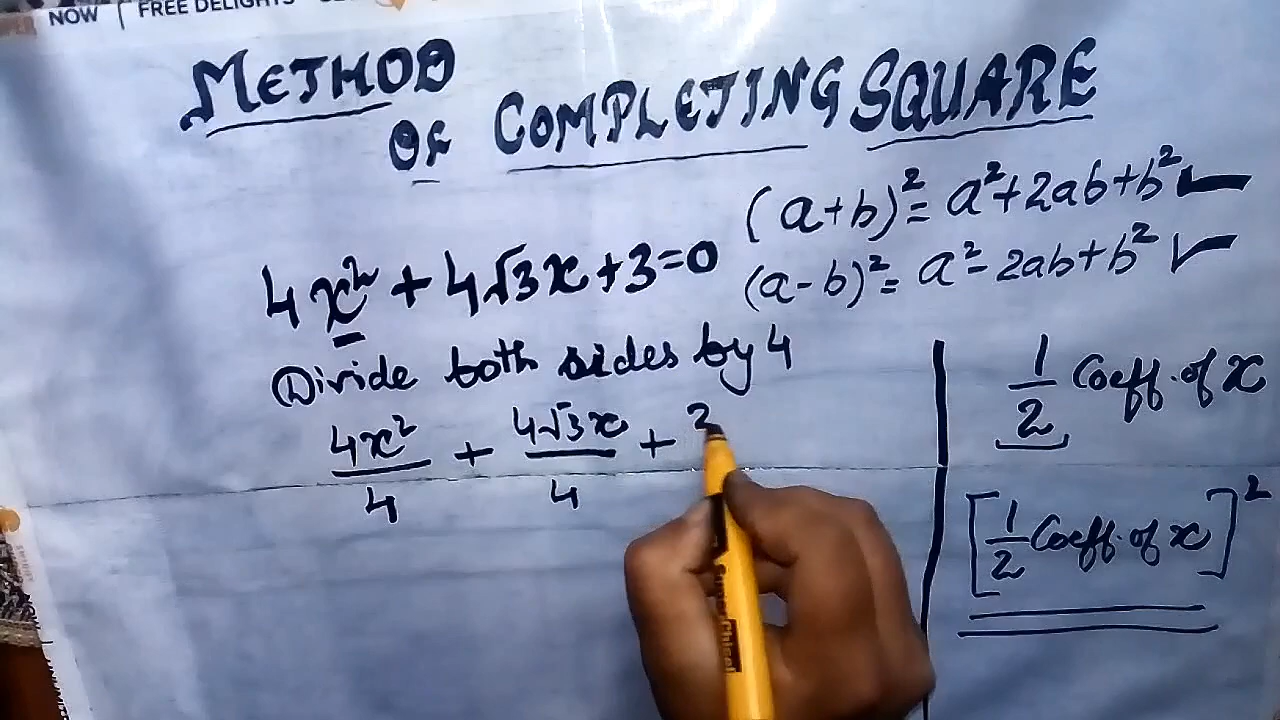 NOW | FREE DELIGHTS
METHOD
OF COMPLETING SQUARE
(a+b)²= a²+2ab+b² ✓
4x² + 4√3x+3=0
(a-b)²= a²- 2ab+b² ✓
Divide both sides by 4
1/2 Coeff. of x
4x²/4 + 4√3x/4 +
[1/2 Coeff. of x]²